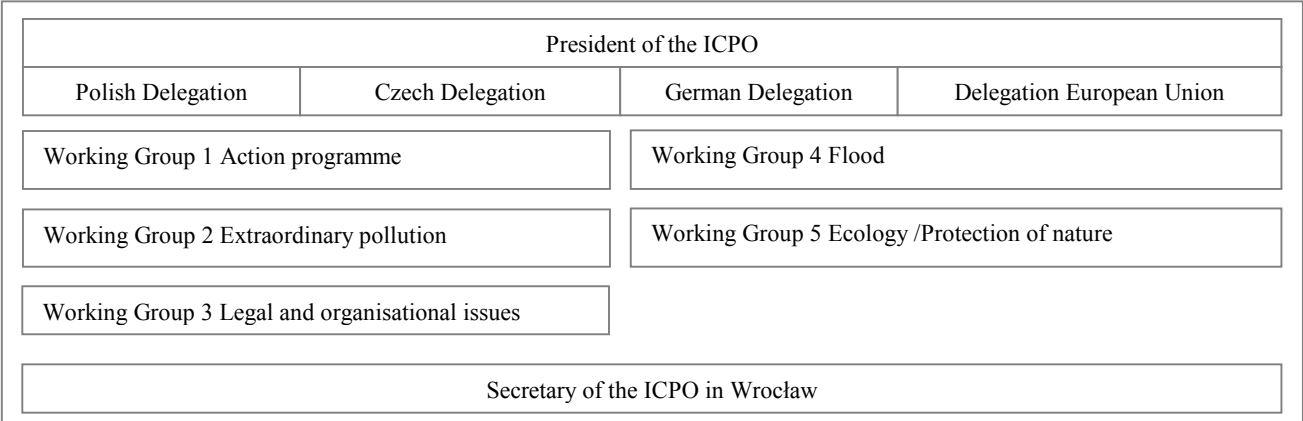 President of the ICPO
Polish Delegation
Czech Delegation
German Delegation
Delegation European Union
Working Group 1 Action programme
Working Group 4 Flood
Working Group 2 Extraordinary pollution
Working Group 5 Ecology /Protection of nature
Working Group 3 Legal and organisational issues
Secretary of the ICPO in Wrocław